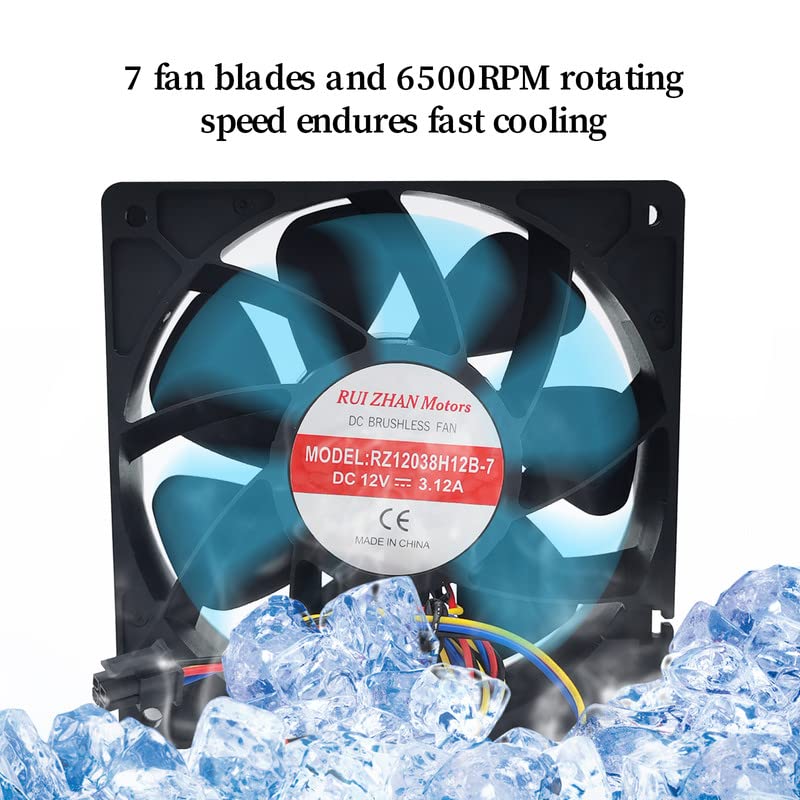 7 fan blades and 6500RPM rotating
speed endures fast cooling
RUI ZHAN Motors
DC BRUSHLESS FAN
MODEL:RZ12038H12B-7
DC 12V ⎓ 3.12A
CE
MADE IN CHINA